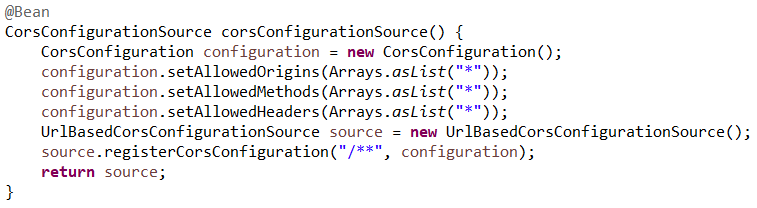 @Bean
CorsConfigurationSource corsConfigurationSource() {
    CorsConfiguration configuration = new CorsConfiguration();
    configuration.setAllowedOrigins(Arrays.asList("*"));
    configuration.setAllowedMethods(Arrays.asList("*"));
    configuration.setAllowedHeaders(Arrays.asList("*"));
    UrlBasedCorsConfigurationSource source = new UrlBasedCorsConfigurationSource();
    source.registerCorsConfiguration("/**", configuration);
    return source;
}